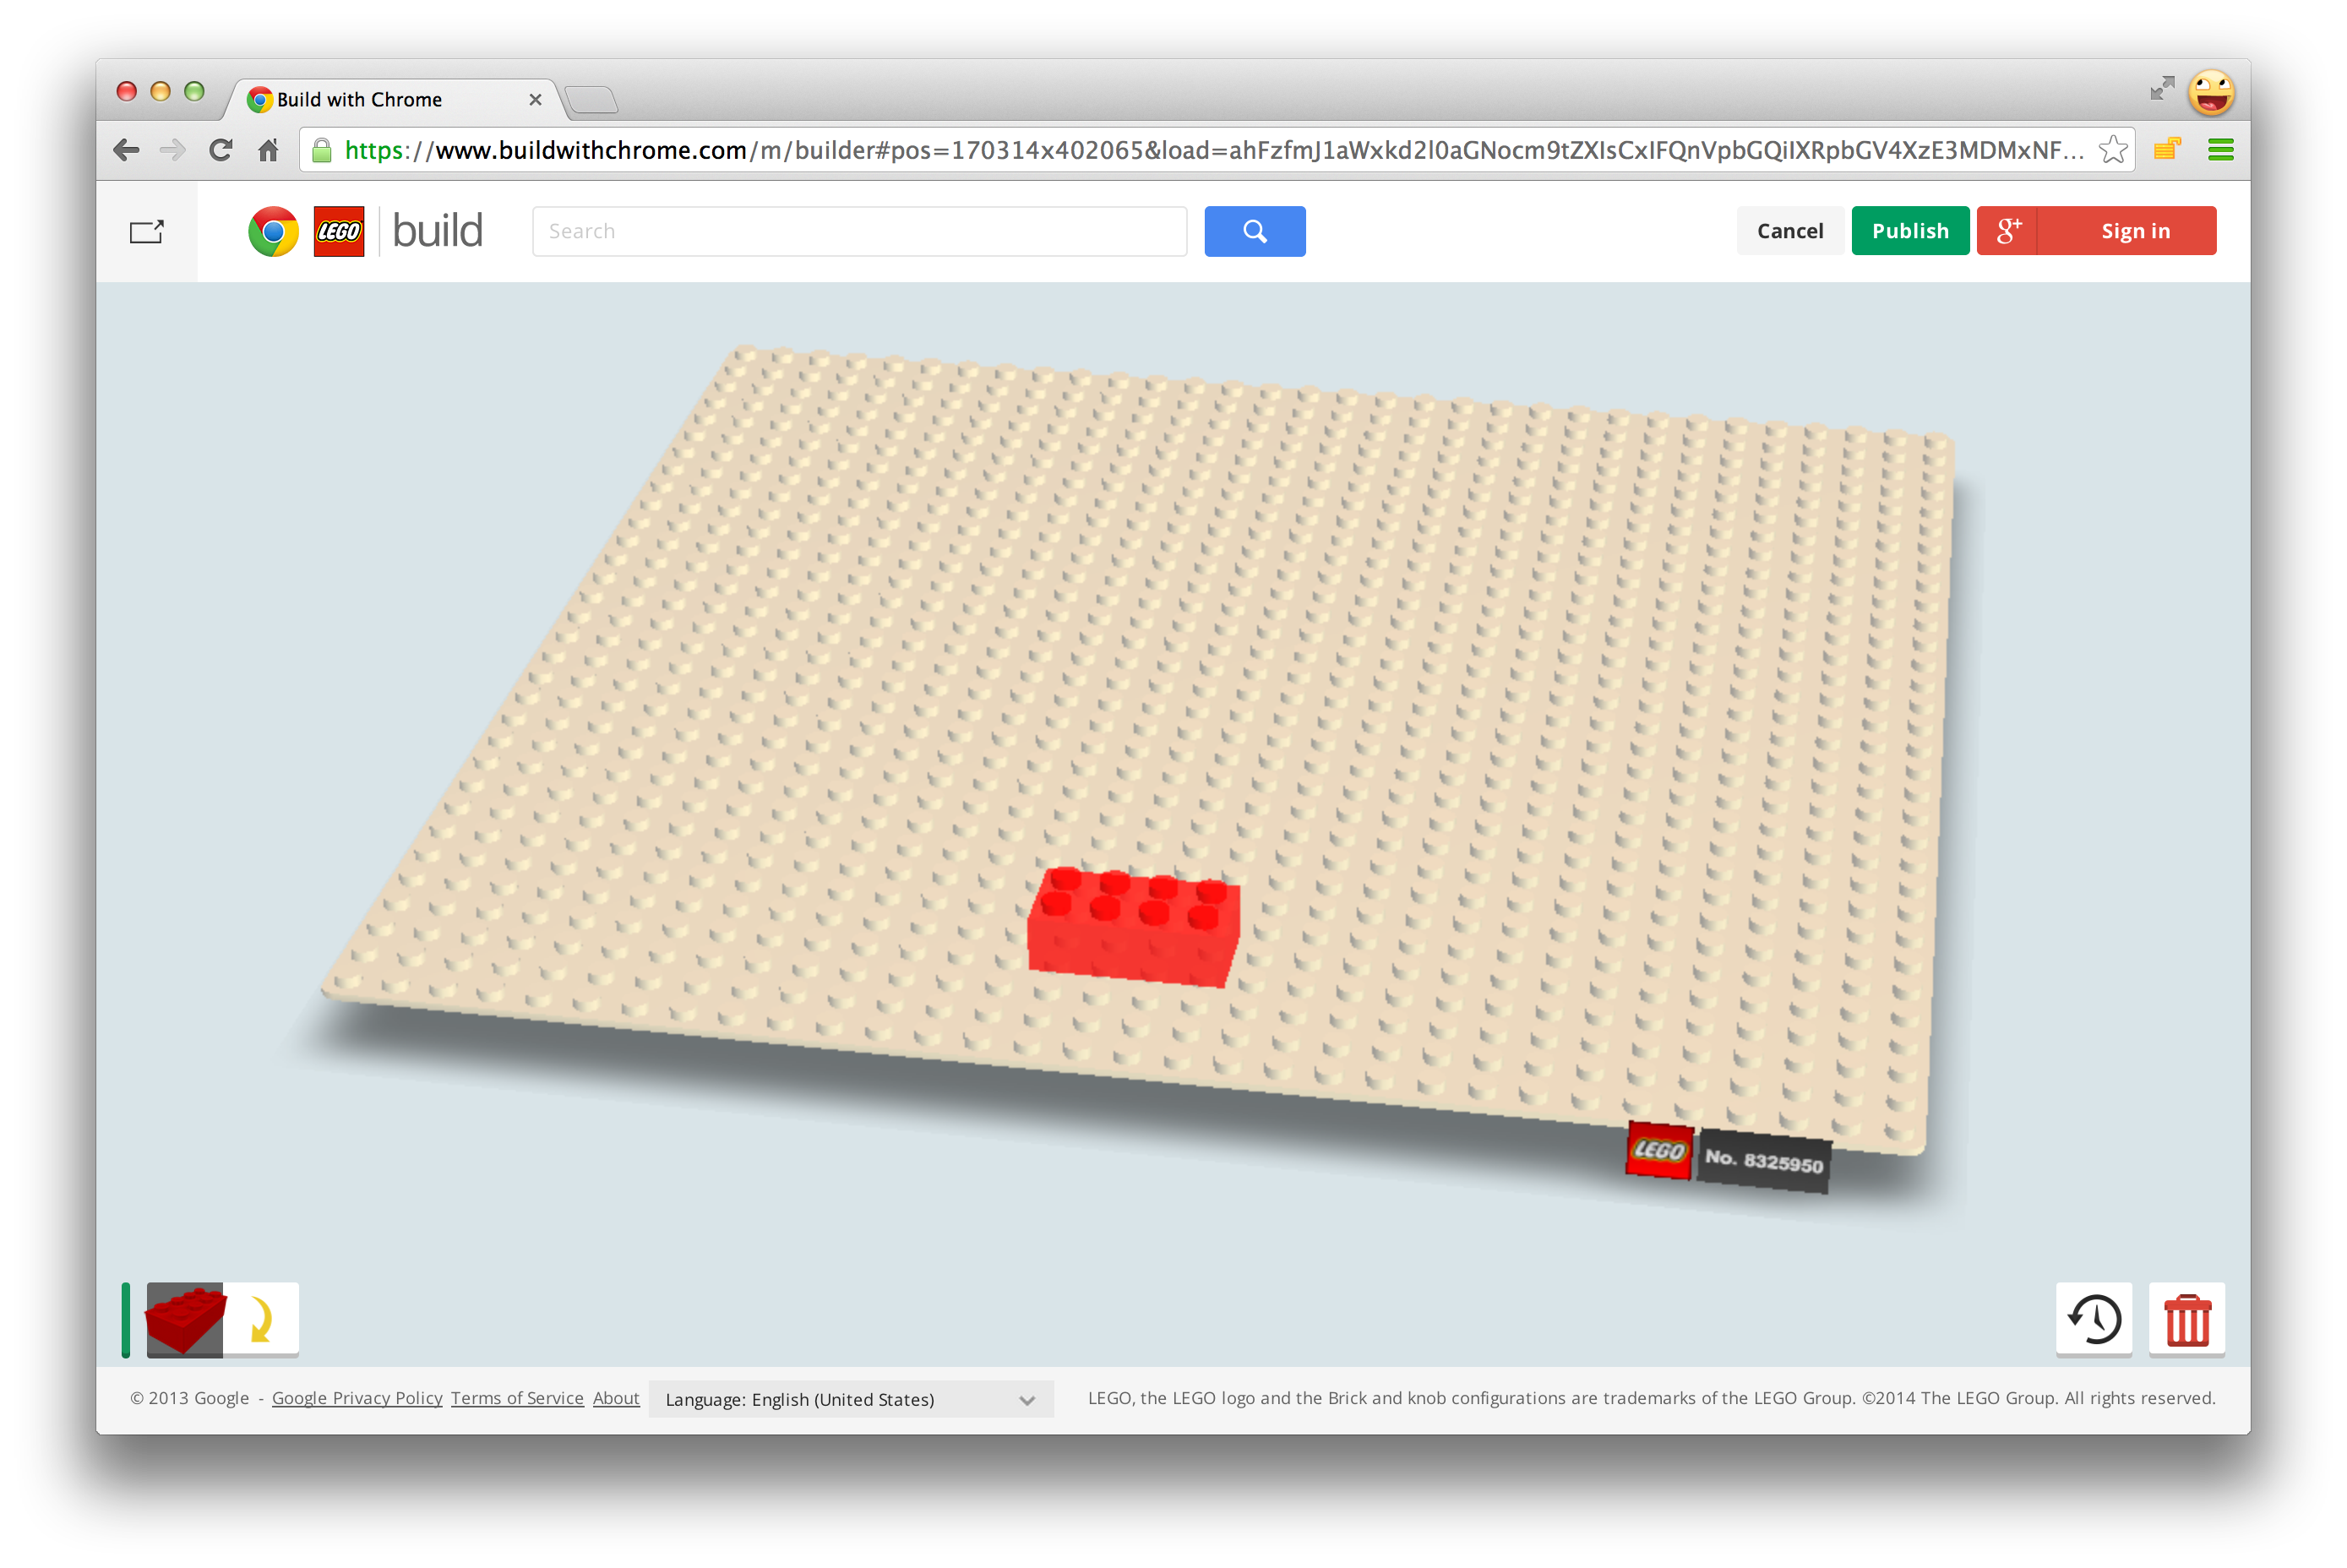 Build with Chrome
https://www.buildwithchrome.com/m/builder#pos=170314x402065&load=ahFzfmJ1aWxkd2l0aGNocm9tZXIsCxIFQnVpbGQiIXRpbGV4XzE3MDMxNF...
LEGO build Search Cancel Publish g+ Sign in
LEGO No. 8325950
© 2013 Google - Google Privacy Policy Terms of Service About Language: English (United States) LEGO, the LEGO logo and the Brick and knob configurations are trademarks of the LEGO Group. ©2014 The LEGO Group. All rights reserved.